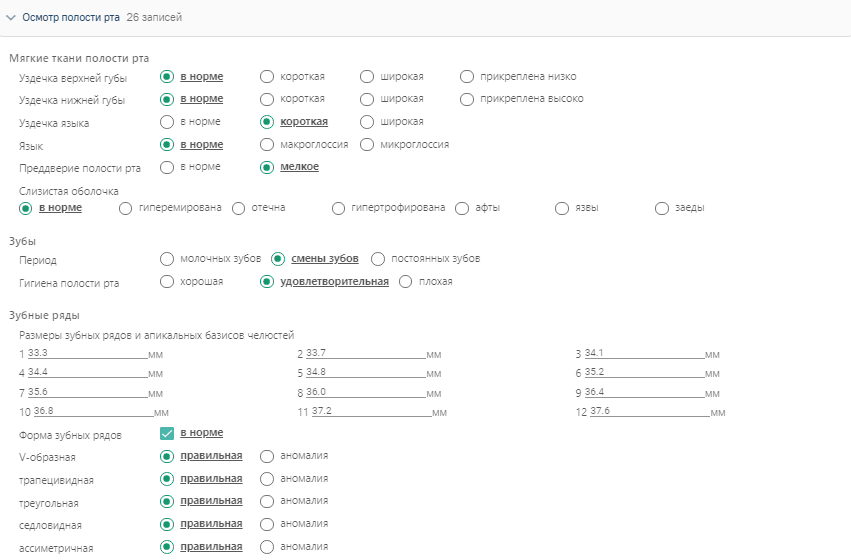 Осмотр полости рта 26 записей
Мягкие ткани полости рта
Уздечка верхней губы в норме короткая широкая прикреплена низко
Уздечка нижней губы в норме короткая широкая прикреплена высоко
Уздечка языка в норме короткая широкая
Язык в норме макроглоссия микроглоссия
Преддверие полости рта в норме мелкое
Слизистая оболочка
в норме гиперемирована отечна гипертрофирована афты язвы заеды
Зубы
Период молочных зубов смены зубов постоянных зубов
Гигиена полости рта хорошая удовлетворительная плохая
Зубные ряды
Размеры зубных рядов и апикальных базисов челюстей
1 33.3 мм 2 33.7 мм 3 34.1 мм
4 34.4 мм 5 34.8 мм 6 35.2 мм
7 35.6 мм 8 36.0 мм 9 36.4 мм
10 36.8 мм 11 37.2 мм 12 37.6 мм
Форма зубных рядов в норме
V-образная правильная аномалия
трапецивидная правильная аномалия
треугольная правильная аномалия
седловидная правильная аномалия
ассиметричная правильная аномалия